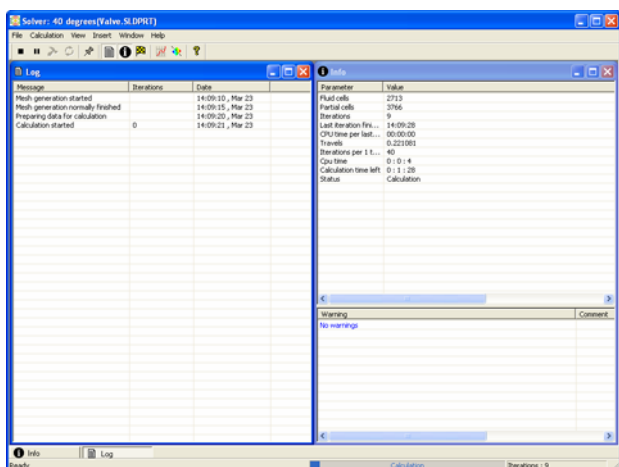 Solver: 40 degrees(Valve.SLDPRT)
File Calculation View Insert Window Help
Log
Message Iterations Date
Mesh generation started 14:09:10 , Mar 23
Mesh generation normally finished 14:09:15 , Mar 23
Preparing data for calculation 14:09:20 , Mar 23
Calculation started 0 14:09:21 , Mar 23
Info
Parameter Value
Fluid cells 2713
Partial cells 3766
Iterations 9
Last iteration fini... 14:09:28
CPU time per last... 00:00:00
Travels 0.221081
Iterations per 1 t... 40
Cpu time 0 : 0 : 4
Calculation time left 0 : 1 : 28
Status Calculation
Warning Comment
No warnings
Info Log
Ready Calculation Iterations : 9